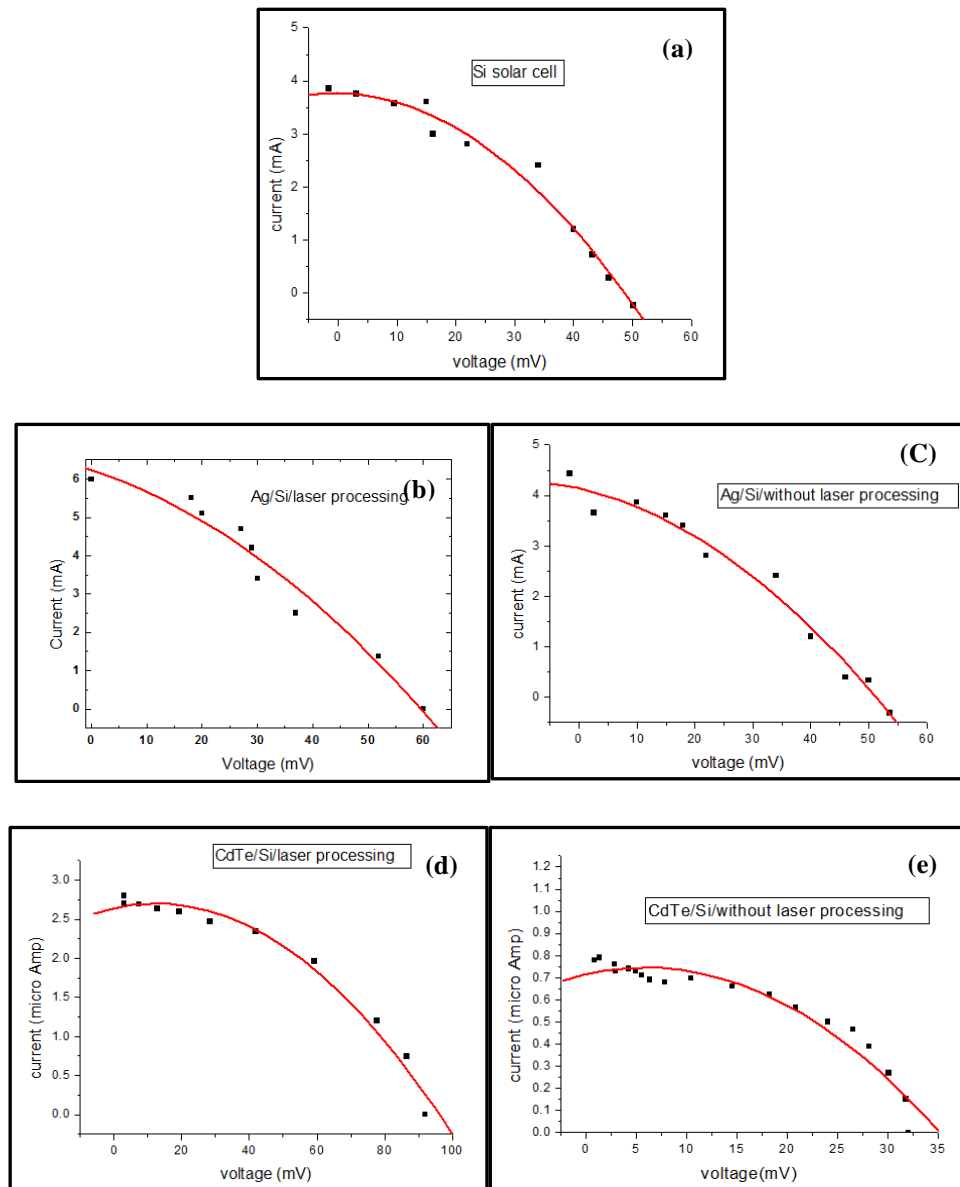 (a)
Si solar cell
5
4
3
2
1
0
current (mA)
0 10 20 30 40 50 60
voltage (mV)
(b)
Ag/Si/laser processing
6
5
4
3
2
1
0
Current (mA)
0 10 20 30 40 50 60
Voltage (mV)
(C)
Ag/Si/without laser processing
5
4
3
2
1
0
current (mA)
0 10 20 30 40 50 60
voltage (mV)
(d)
CdTe/Si/laser processing
3.0
2.5
2.0
1.5
1.0
0.5
0.0
current (micro Amp)
0 20 40 60 80 100
voltage (mV)
(e)
CdTe/Si/without laser processing
1.2
1.1
1.0
0.9
0.8
0.7
0.6
0.5
0.4
0.3
0.2
0.1
0.0
current (micro Amp)
0 5 10 15 20 25 30 35
voltage(mV)